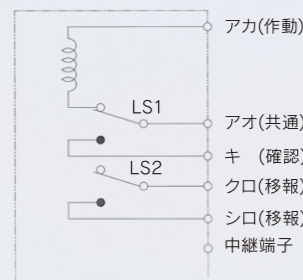 アカ(作動)
LS1
アオ(共通)
キ (確認)
LS2
クロ(移報)
シロ(移報)
中継端子